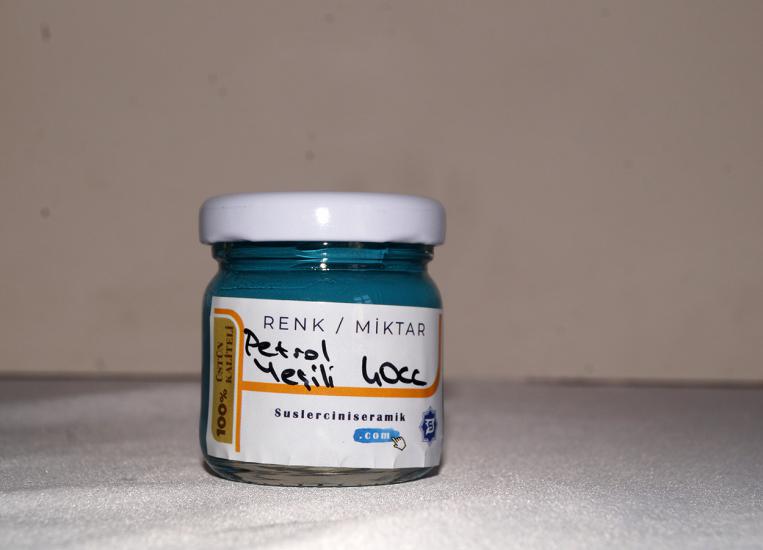 RENK / MİKTAR
Petrol
Yeşili 40cc
100% ÜSTÜN
KALİTELİ
Suslerciniseramik
.com